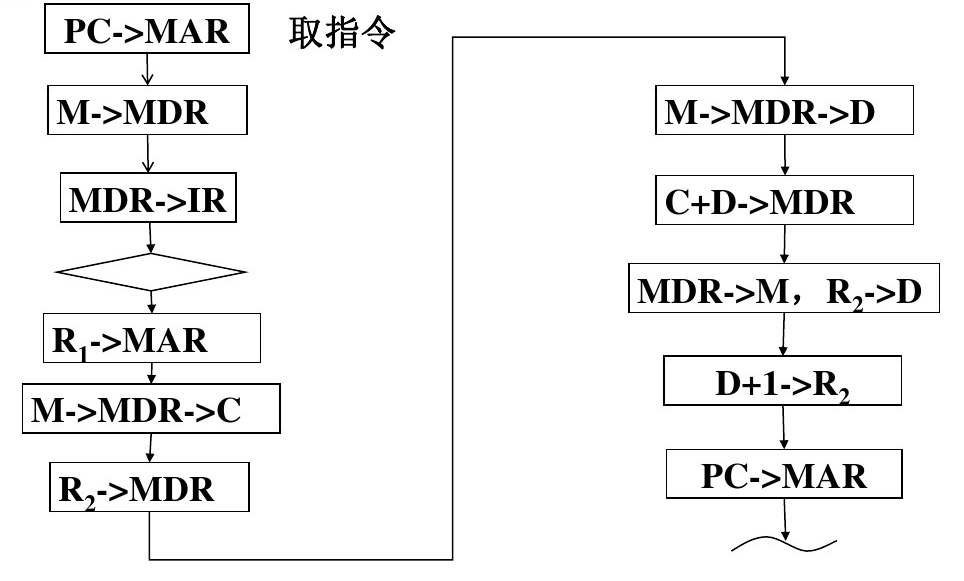 PC->MAR
取指令
M->MDR
MDR->IR
R₁->MAR
M->MDR->C
R₂->MDR
M->MDR->D
C+D->MDR
MDR->M，R₂->D
D+1->R₂
PC->MAR